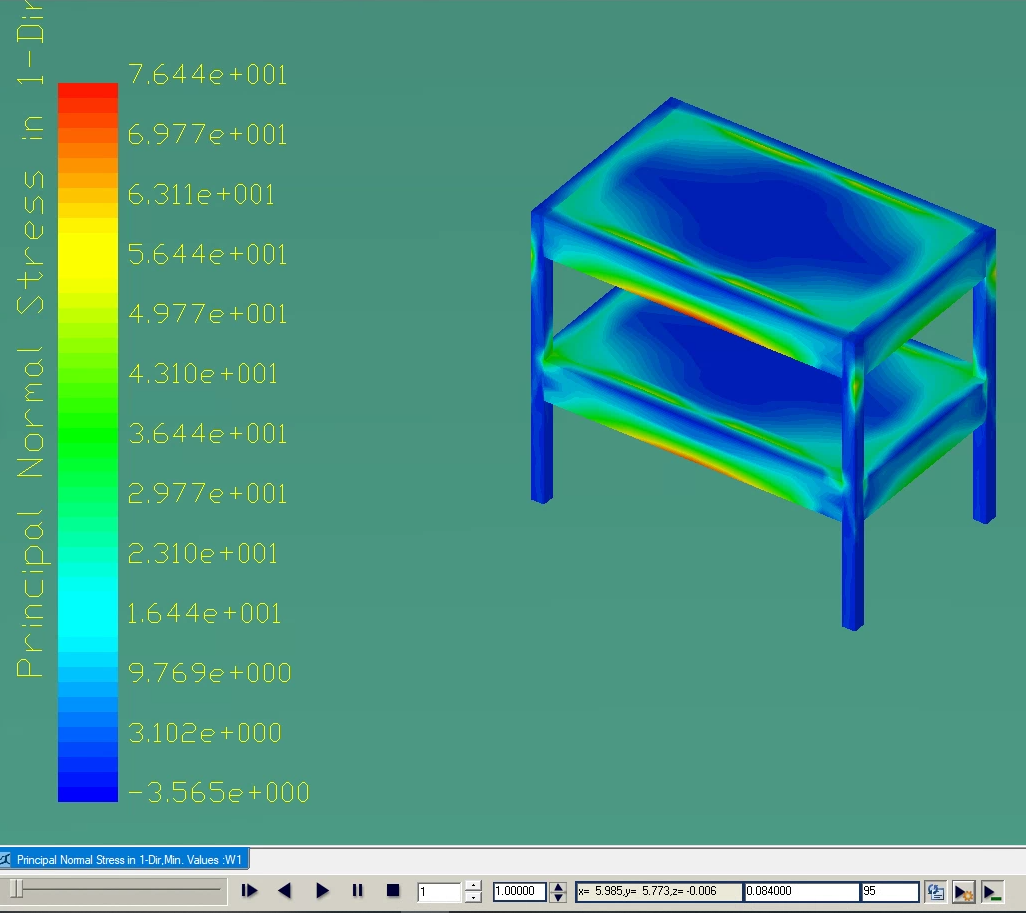 Principal Normal Stress in 1-Dir
7.644e+001
6.977e+001
6.311e+001
5.644e+001
4.977e+001
4.310e+001
3.644e+001
2.977e+001
2.310e+001
1.644e+001
9.769e+000
3.102e+000
-3.565e+000
Principal Normal Stress in 1-Dir,Min. Values :W1
1 1.00000 x= 5.985,y= 5.773,z= -0.006 0.084000 95